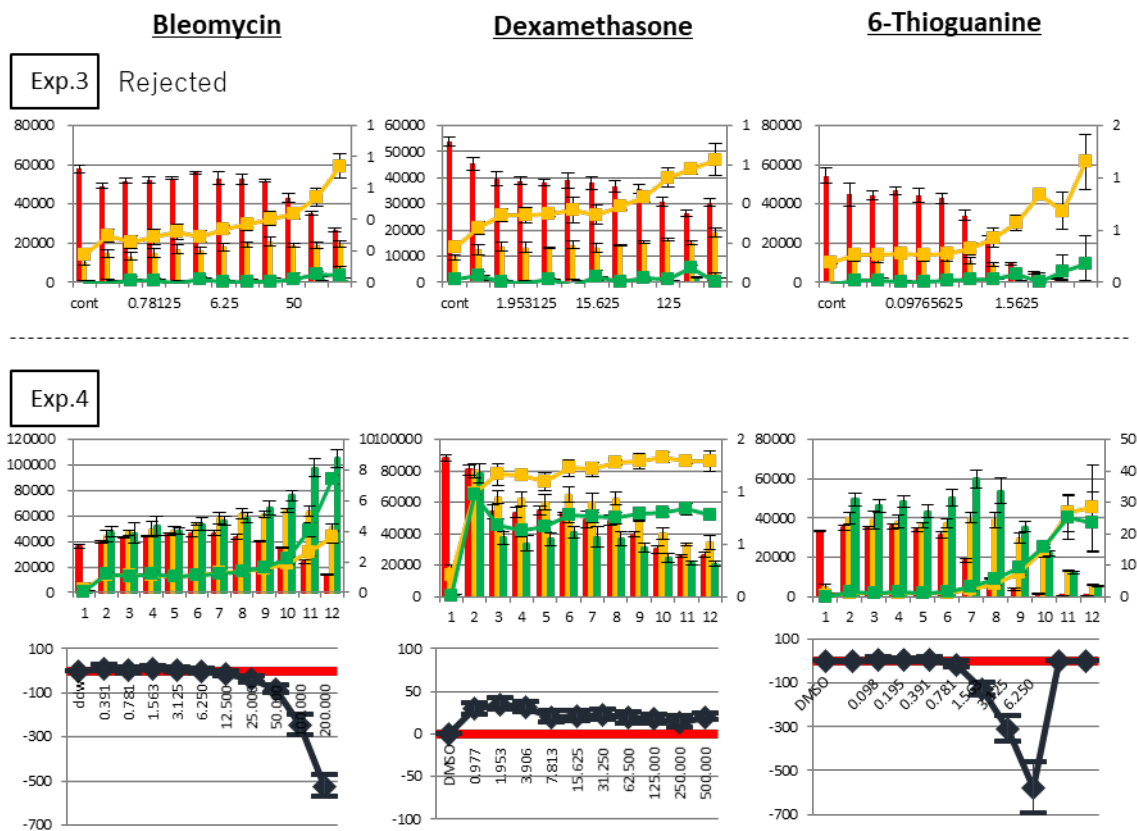 Bleomycin Dexamethasone 6-Thioguanine
Exp.3 Rejected
80000 1 60000 1 80000 2
1 50000
60000 1 40000 1 60000 1
40000 1 30000 0 40000
0 20000 1
20000 0 10000 0 20000
0 0 0 0 0 0
cont 0.78125 6.25 50 cont 1.953125 15.625 125 cont 0.09765625 1.5625
Exp.4
120000 10 100000 2 80000 50
100000 8 80000 40
80000 6 60000 1 60000 30
60000 4 40000 40000 20
40000 1
20000 2 20000 20000 10
0 0 0 0 0 0
1 2 3 4 5 6 7 8 9 10 11 12 1 2 3 4 5 6 7 8 9 10 11 12 1 2 3 4 5 6 7 8 9 10 11 12
100 100 100
-100 50 -100
-300 0 -300
-500 -50 -500
-700 -100 -700
0.391 0.781 1.563 3.125 6.250 12.500 25.000 50.000 100.000 200.000
DMSO 0.977 1.953 3.906 7.813 15.625 31.250 62.500 125.000 250.000 500.000
DMSO 0.098 0.195 0.391 0.781 6.250